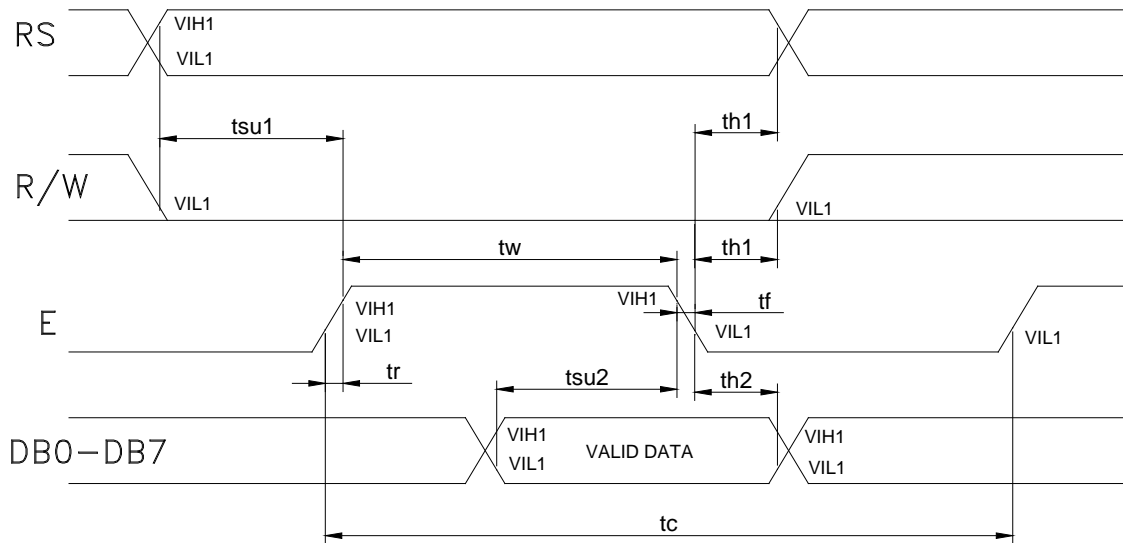 RS
VIH1
VIL1
tsu1
th1
R/W
VIL1
VIL1
tw
th1
E
VIH1
VIL1
VIH1
tf
VIL1
VIL1
tr
tsu2
th2
DB0-DB7
VIH1
VIL1
VALID DATA
VIH1
VIL1
tc